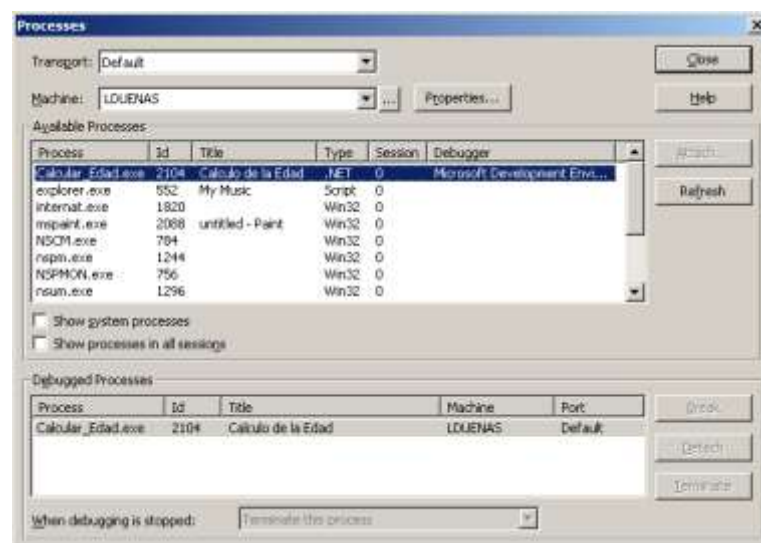 Processes
Transport: Default
Close
Machine: LDUENAS
...
Properties...
Help
Available Processes
Process Id Title Type Session Debugger
Calcular_Edad.exe 2104 Calculo de la Edad .NET 0 Microsoft Development Envi...
Attach...
explorer.exe 552 My Music Script 0
Refresh
internat.exe 1820 Win32 0
mspaint.exe 2088 untitled - Paint Win32 0
NSCM.exe 784 Win32 0
nspm.exe 1244 Win32 0
NSPMON.exe 756 Win32 0
nsum.exe 1296 Win32 0
Show system processes
Show processes in all sessions
Debugged Processes
Process Id Title Machine Port
Break
Calcular_Edad.exe 2104 Calculo de la Edad LDUENAS Default
Detach
Terminate
When debugging is stopped: Terminate this process